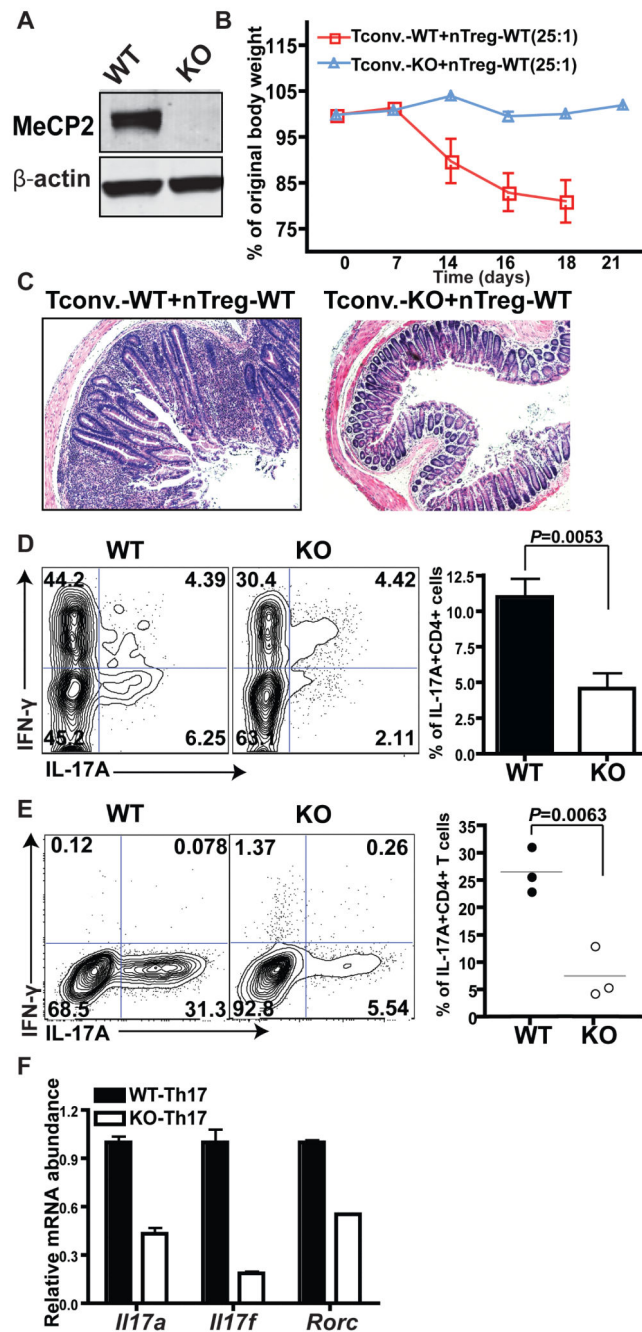 A
WT KO
MeCP2
β-actin
B
% of original body weight
115
105
95
85
75
Tconv.-WT+nTreg-WT(25:1)
Tconv.-KO+nTreg-WT(25:1)
0 7 14 16 18 21
Time (days)
C
Tconv.-WT+nTreg-WT Tconv.-KO+nTreg-WT
D
WT KO
44.2 4.39 30.4 4.42
45.2 6.25 63.1 2.11
IFN-γ
IL-17A
P=0.0053
% of IL-17A+CD4+ cells
12.5
10.0
7.5
5.0
2.5
0.0
WT KO
E
WT KO
0.12 0.078 1.37 0.26
68.5 31.3 92.8 5.54
IFN-γ
IL-17A
P=0.0063
% of IL-17A+CD4+ T cells
35
30
25
20
15
10
5
0
WT KO
F
WT-Th17
KO-Th17
Relative mRNA abundance
1.2
0.9
0.6
0.3
0.0
Il17a Il17f Rorc